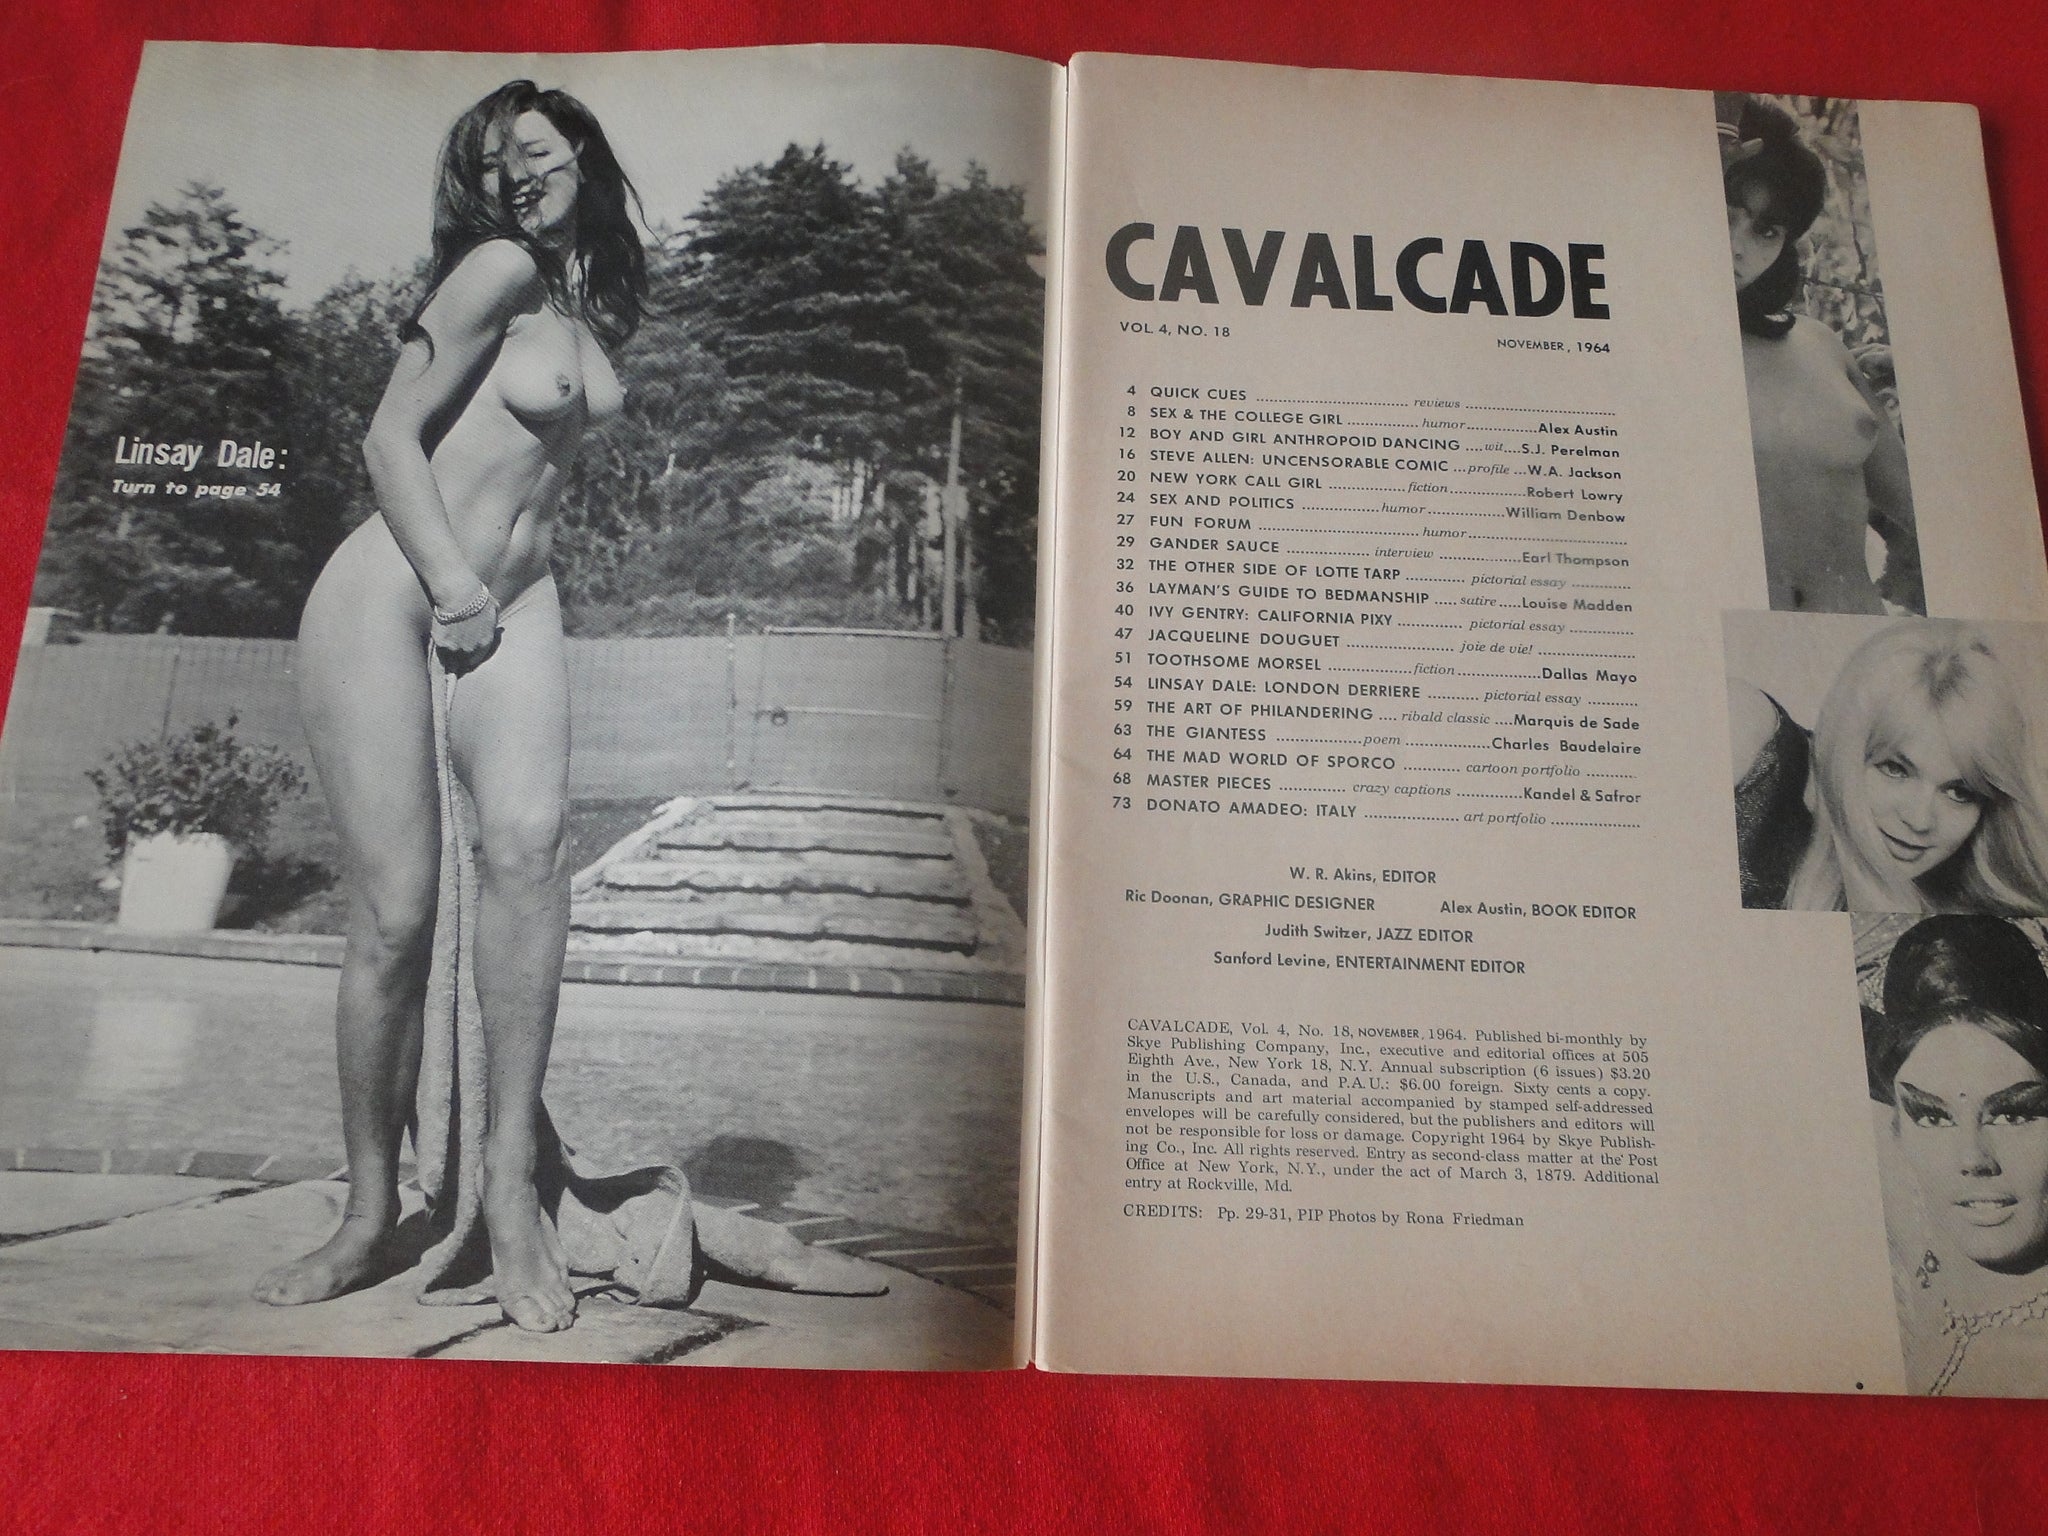 Linsay Dale:
Turn to page 54
CAVALCADE
VOL. 4, NO. 18
NOVEMBER, 1964
4 QUICK CUES ........ reviews ........
8 SEX & THE COLLEGE GIRL ........ humor ........ Alex Austin
12 BOY AND GIRL ANTHROPOID DANCING .... wit .... S.J. Perelman
16 STEVE ALLEN: UNCENSORABLE COMIC ... profile ... W.A. Jackson
20 NEW YORK CALL GIRL ........ fiction ........ Robert Lowry
24 SEX AND POLITICS ........ humor ........ William Denbow
27 FUN FORUM ........ humor ........
29 GANDER SAUCE ........ interview ........ Earl Thompson
32 THE OTHER SIDE OF LOTTE TARP ........ pictorial essay ........
36 LAYMAN'S GUIDE TO BEDMANSHIP ..... satire ..... Louise Madden
40 IVY GENTRY: CALIFORNIA PIXY ........ pictorial essay ........
47 JACQUELINE DOUGUET ........ joie de vie! ........
51 TOOTHSOME MORSEL ........ fiction ........ Dallas Mayo
54 LINSAY DALE: LONDON DERRIERE ........ pictorial essay ........
59 THE ART OF PHILANDERING .... ribald classic .... Marquis de Sade
63 THE GIANTESS ........ poem ........ Charles Baudelaire
64 THE MAD WORLD OF SPORCO ........ cartoon portfolio ........
68 MASTER PIECES ........ crazy captions ........ Kandel & Safror
73 DONATO AMADEO: ITALY ........ art portfolio ........
W. R. Akins, EDITOR
Ric Doonan, GRAPHIC DESIGNER Alex Austin, BOOK EDITOR
Judith Switzer, JAZZ EDITOR
Sanford Levine, ENTERTAINMENT EDITOR
CAVALCADE, Vol. 4, No. 18, NOVEMBER, 1964. Published bi-monthly by
Skye Publishing Company, Inc., executive and editorial offices at 505
Eighth Ave., New York 18, N.Y. Annual subscription (6 issues) $3.20
in the U.S., Canada, and P.A.U.: $6.00 foreign. Sixty cents a copy.
Manuscripts and art material accompanied by stamped self-addressed
envelopes will be carefully considered, but the publishers and editors will
not be responsible for loss or damage. Copyright 1964 by Skye Publish-
ing Co., Inc. All rights reserved. Entry as second-class matter at the Post
Office at New York, N.Y., under the act of March 3, 1879. Additional
entry at Rockville, Md.
CREDITS: Pp. 29-31, PIP Photos by Rona Friedman